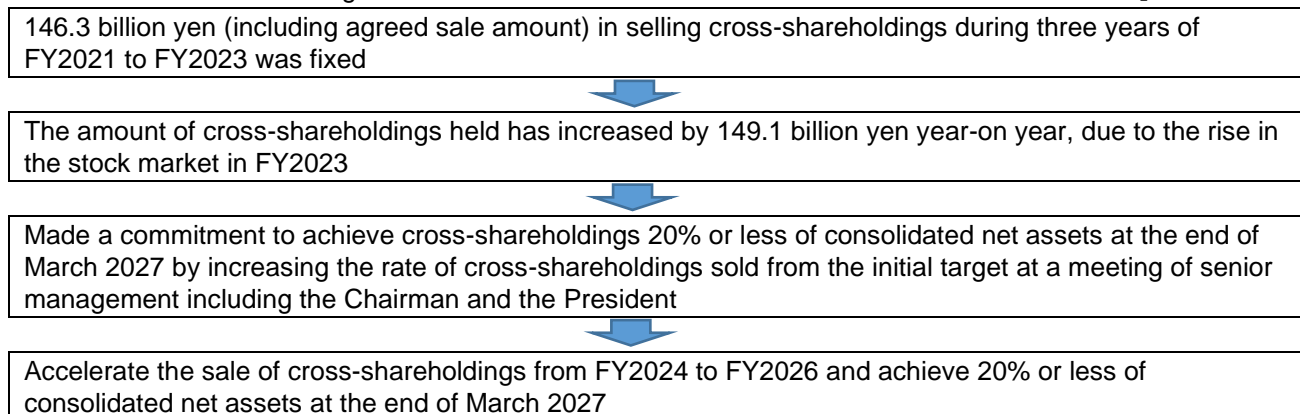 146.3 billion yen (including agreed sale amount) in selling cross-shareholdings during three years of
FY2021 to FY2023 was fixed
The amount of cross-shareholdings held has increased by 149.1 billion yen year-on year, due to the rise in
the stock market in FY2023
Made a commitment to achieve cross-shareholdings 20% or less of consolidated net assets at the end of
March 2027 by increasing the rate of cross-shareholdings sold from the initial target at a meeting of senior
management including the Chairman and the President
Accelerate the sale of cross-shareholdings from FY2024 to FY2026 and achieve 20% or less of
consolidated net assets at the end of March 2027